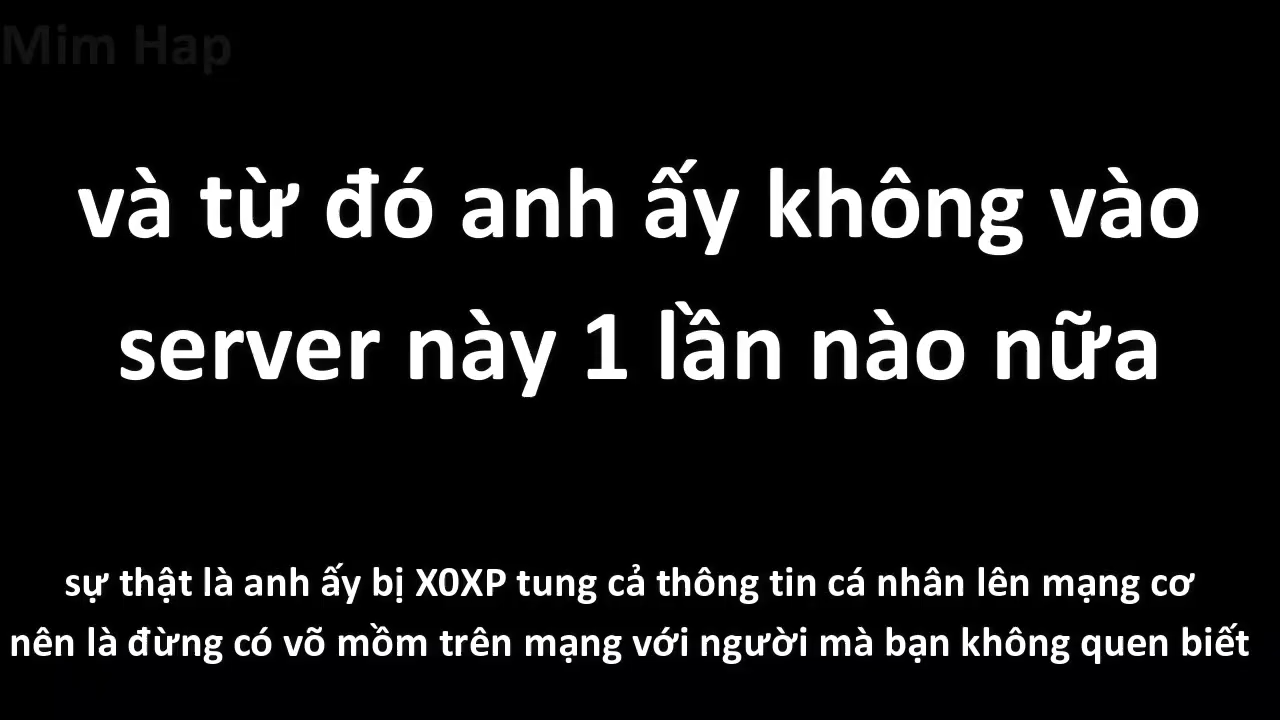 Mim Hap
và từ đó anh ấy không vào
server này 1 lần nào nữa
sự thật là anh ấy bị X0XP tung cả thông tin cá nhân lên mạng cơ
nên là đừng có võ mồm trên mạng với người mà bạn không quen biết